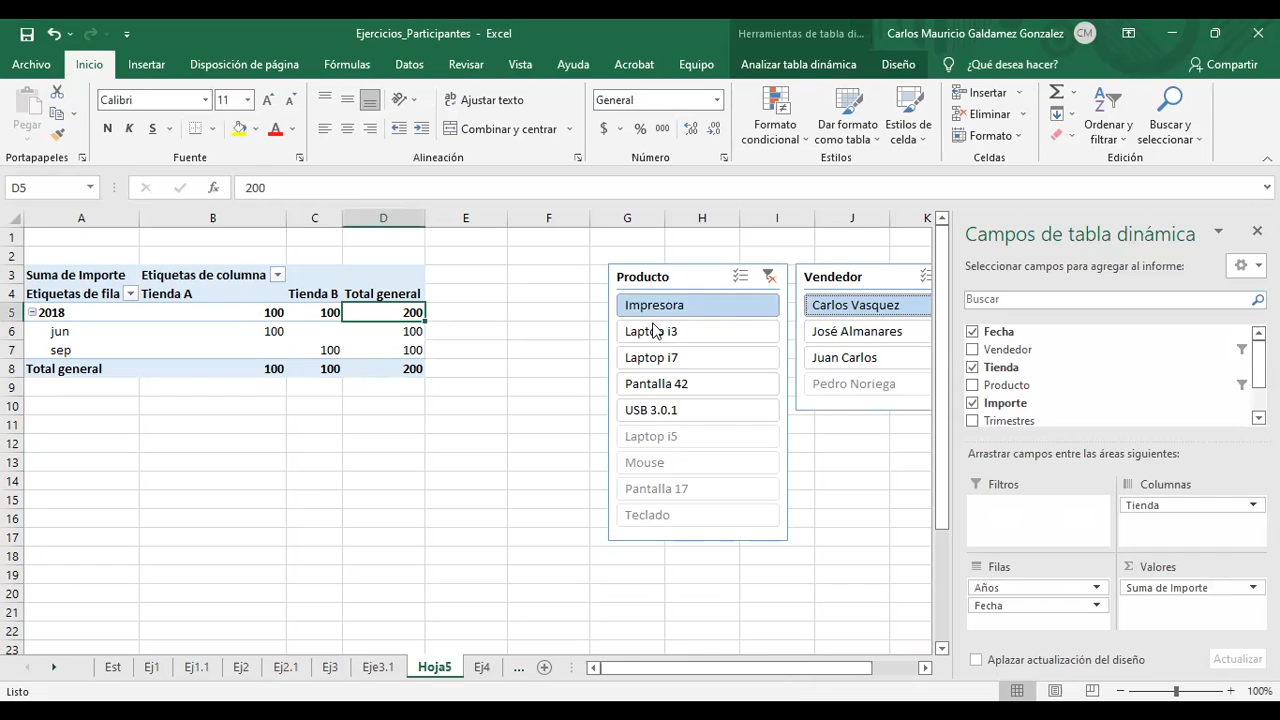 Ejercicios_Participantes - Excel
Herramientas de tabla di...
Carlos Mauricio Galdamez Gonzalez
CM
Archivo Inicio Insertar Disposición de página Fórmulas Datos Revisar Vista Ayuda Acrobat Equipo Analizar tabla dinámica Diseño ¿Qué desea hacer? Compartir
Pegar
Calibri 11
N K S
Ajustar texto
Combinar y centrar
General
$ % 000
Formato condicional
Dar formato como tabla
Estilos de celda
Insertar
Eliminar
Formato
Ordenar y filtrar
Buscar y seleccionar
Portapapeles Fuente Alineación Número Estilos Celdas Edición
D5 fx 200
A B C D E F G H I J K
1
2
3 Suma de Importe Etiquetas de columna
4 Etiquetas de fila Tienda A Tienda B Total general
5 2018 100 100 200
6 jun 100 100
7 sep 100 100
8 Total general 100 100 200
9
10
11
12
13
14
15
16
17
18
19
20
21
22
23
Producto
Impresora
Laptop i3
Laptop i7
Pantalla 42
USB 3.0.1
Laptop i5
Mouse
Pantalla 17
Teclado
Vendedor
Carlos Vasquez
José Almanares
Juan Carlos
Pedro Noriega
Campos de tabla dinámica
Seleccionar campos para agregar al informe:
Buscar
Fecha
Vendedor
Tienda
Producto
Importe
Trimestres
Arrastrar campos entre las áreas siguientes:
Filtros
Columnas
Tienda
Filas
Años
Fecha
Valores
Suma de Importe
Aplazar actualización del diseño
Actualizar
Est Ej1 Ej1.1 Ej2 Ej2.1 Ej3 Eje3.1 Hoja5 Ej4 ...
Listo
100%